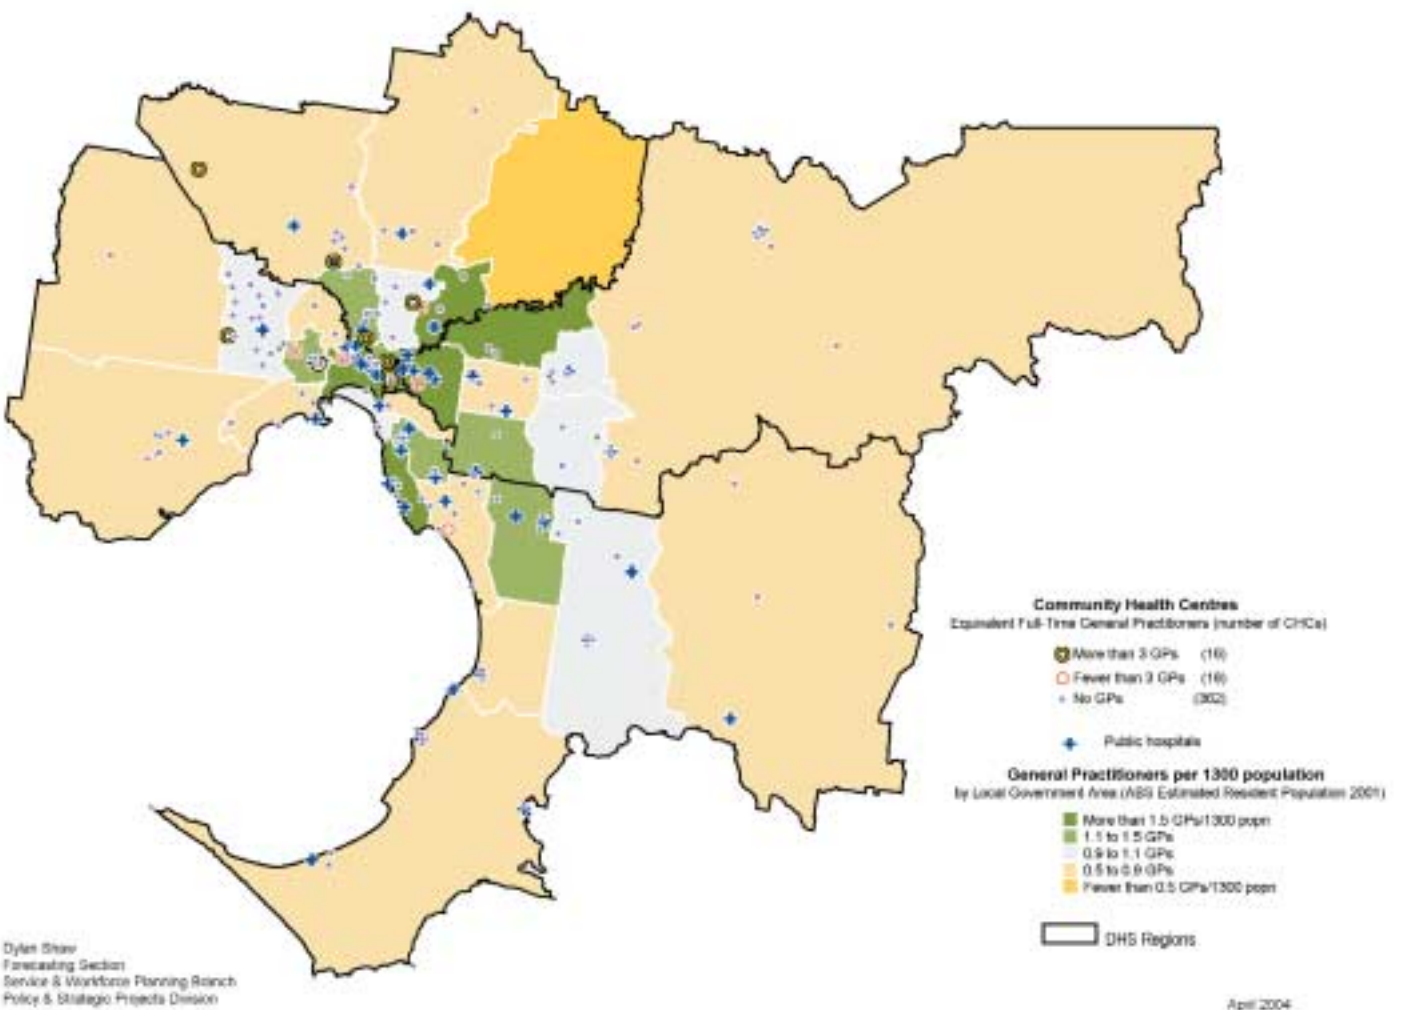 Community Health Centres
Equivalent Full-Time General Practitioners (number of CHCs)
More than 3 GPs (16)
Fewer than 3 GPs (16)
No GPs (302)
Public hospitals
General Practitioners per 1300 population
by Local Government Area (ABS Estimated Resident Population 2001)
More than 1.5 GPs/1300 popn
1.1 to 1.5 GPs
0.9 to 1.1 GPs
0.5 to 0.9 GPs
Fewer than 0.5 GPs/1300 popn
DHS Regions
Dylan Shaw
Forecasting Section
Service & Workforce Planning Branch
Policy & Strategic Projects Division
April 2004